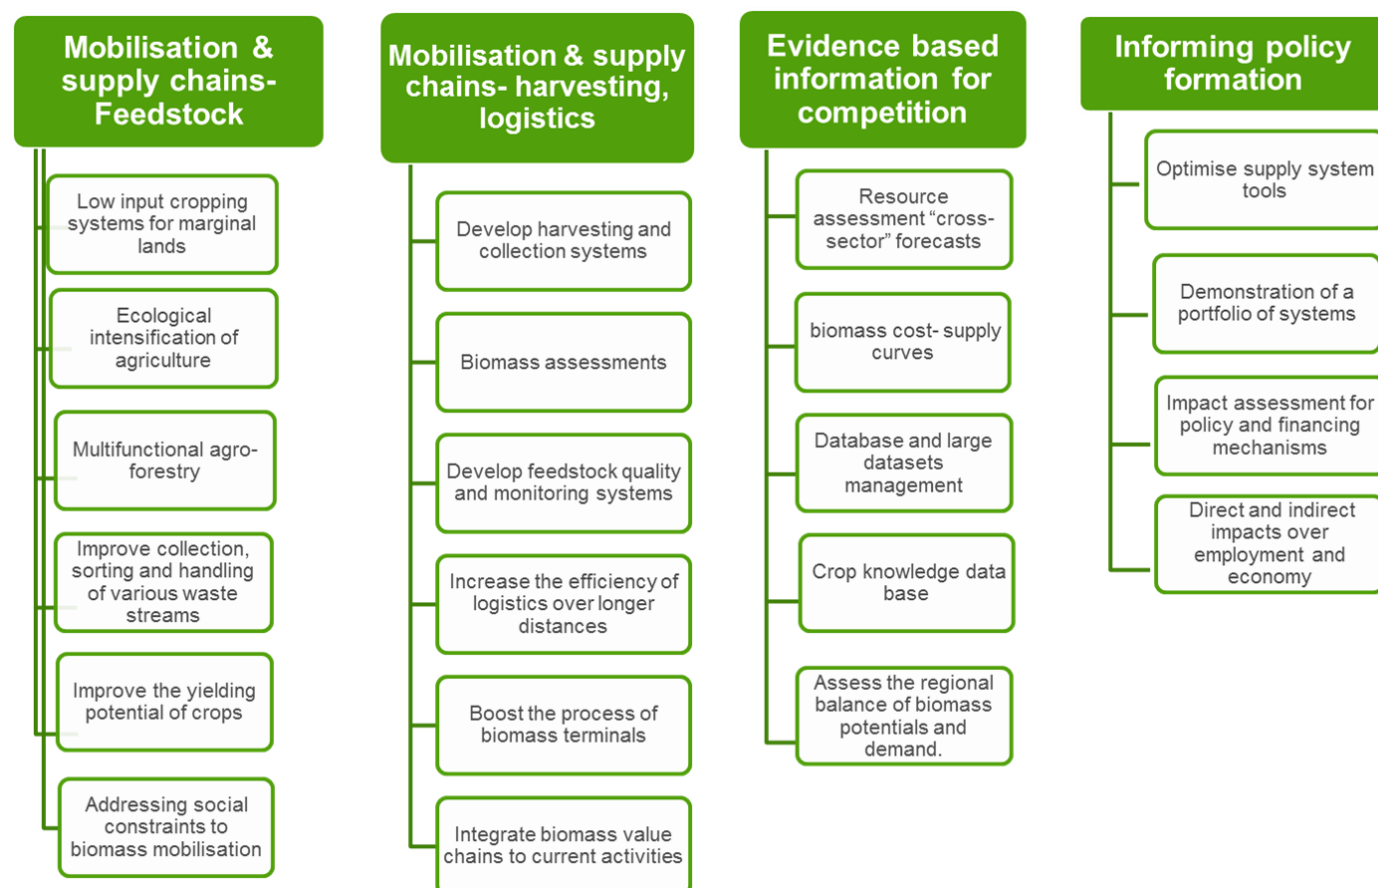 Mobilisation &
supply chains-
Feedstock
Low input cropping
systems for marginal
lands
Ecological
intensification of
agriculture
Multifunctional agro-
forestry
Improve collection,
sorting and handling
of various waste
streams
Improve the yielding
potential of crops
Addressing social
constraints to
biomass mobilisation
Mobilisation & supply
chains- harvesting,
logistics
Develop harvesting and
collection systems
Biomass assessments
Develop feedstock quality
and monitoring systems
Increase the efficiency of
logistics over longer
distances
Boost the process of
biomass terminals
Integrate biomass value
chains to current activities
Evidence based
information for
competition
Resource
assessment “cross-
sector” forecasts
biomass cost- supply
curves
Database and large
datasets
management
Crop knowledge data
base
Assess the regional
balance of biomass
potentials and
demand.
Informing policy
formation
Optimise supply system
tools
Demonstration of a
portfolio of systems
Impact assessment for
policy and financing
mechanisms
Direct and indirect
impacts over
employment and
economy